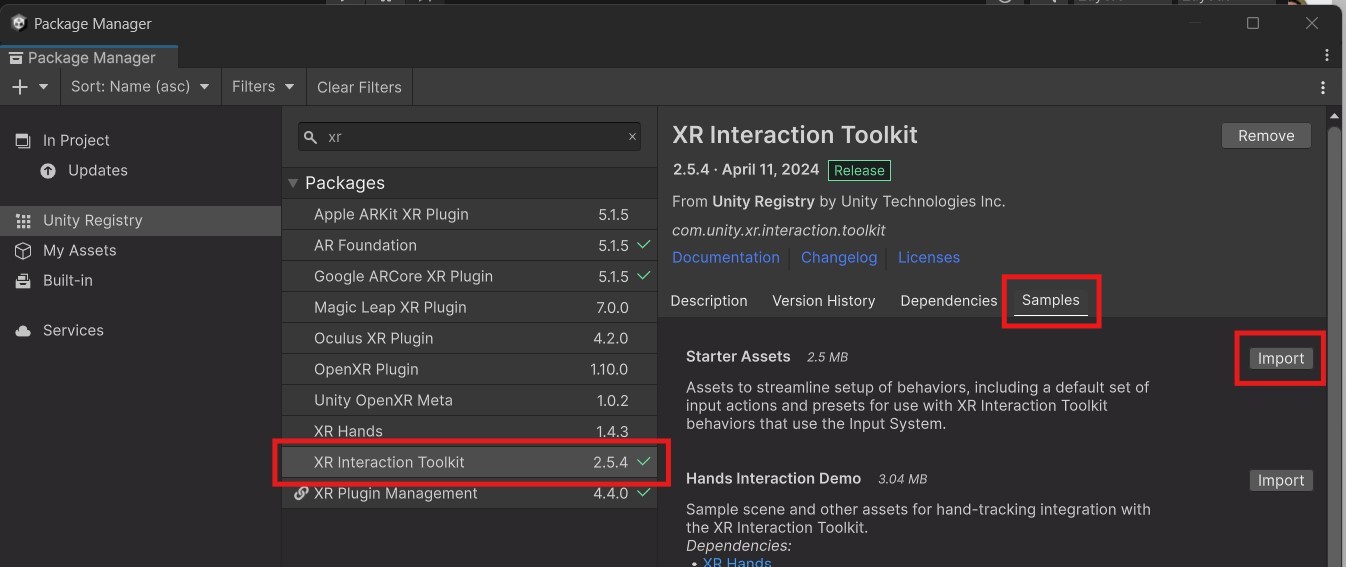 Package Manager
Package Manager
Sort: Name (asc)
Filters
Clear Filters
In Project
Updates
Unity Registry
My Assets
Built-in
Services
xr
Packages
Apple ARKit XR Plugin 5.1.5
AR Foundation 5.1.5
Google ARCore XR Plugin 5.1.5
Magic Leap XR Plugin 7.0.0
Oculus XR Plugin 4.2.0
OpenXR Plugin 1.10.0
Unity OpenXR Meta 1.0.2
XR Hands 1.4.3
XR Interaction Toolkit 2.5.4
XR Plugin Management 4.4.0
XR Interaction Toolkit
Remove
2.5.4 · April 11, 2024 Release
From Unity Registry by Unity Technologies Inc.
com.unity.xr.interaction.toolkit
Documentation Changelog Licenses
Description Version History Dependencies Samples
Starter Assets 2.5 MB
Import
Assets to streamline setup of behaviors, including a default set of
input actions and presets for use with XR Interaction Toolkit
behaviors that use the Input System.
Hands Interaction Demo 3.04 MB
Import
Sample scene and other assets for hand-tracking integration with
the XR Interaction Toolkit.
Dependencies:
• XR Hands